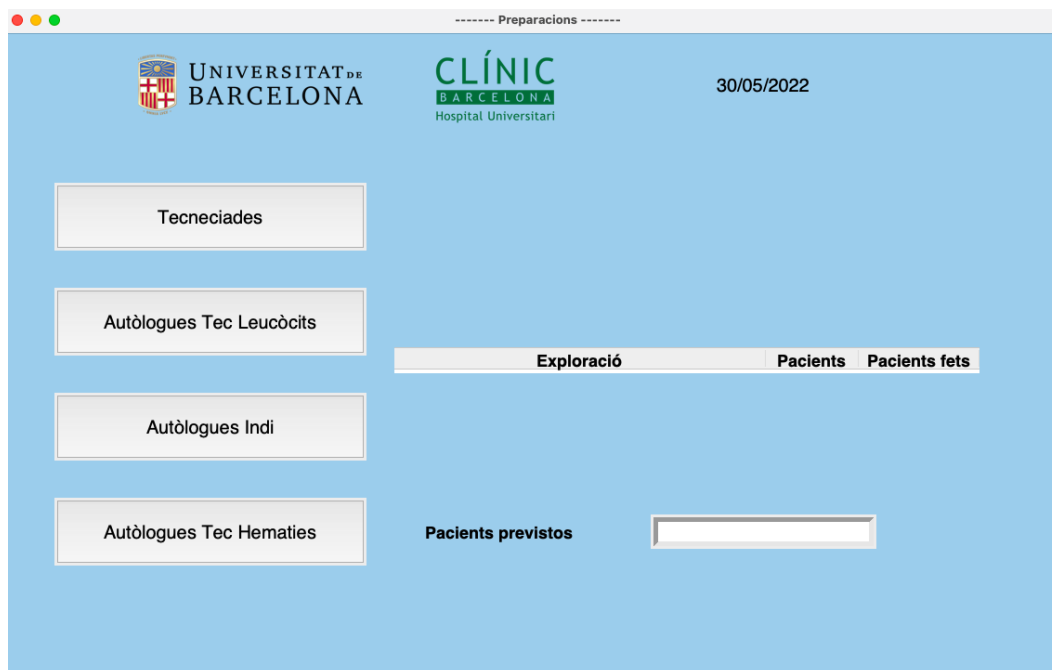 ------- Preparacions -------
UNIVERSITAT DE
BARCELONA
CLÍNIC
BARCELONA
Hospital Universitari
30/05/2022
Tecneciades
Autòlogues Tec Leucòcits
Exploració Pacients Pacients fets
Autòlogues Indi
Autòlogues Tec Hematies
Pacients previstos